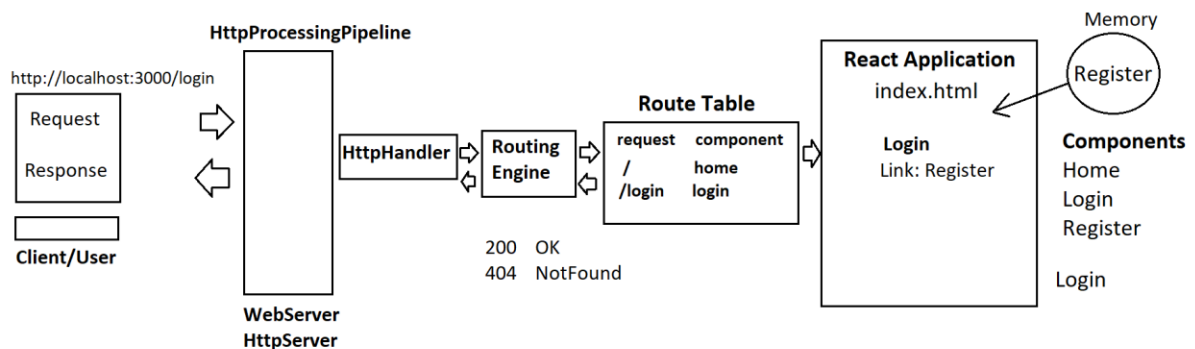 HttpProcessingPipeline
http://localhost:3000/login
Request
Response
Client/User
WebServer
HttpServer
HttpHandler
Routing
Engine
200 OK
404 NotFound
Route Table
request component
/ home
/login login
React Application
index.html
Login
Link: Register
Memory
Register
Components
Home
Login
Register
Login